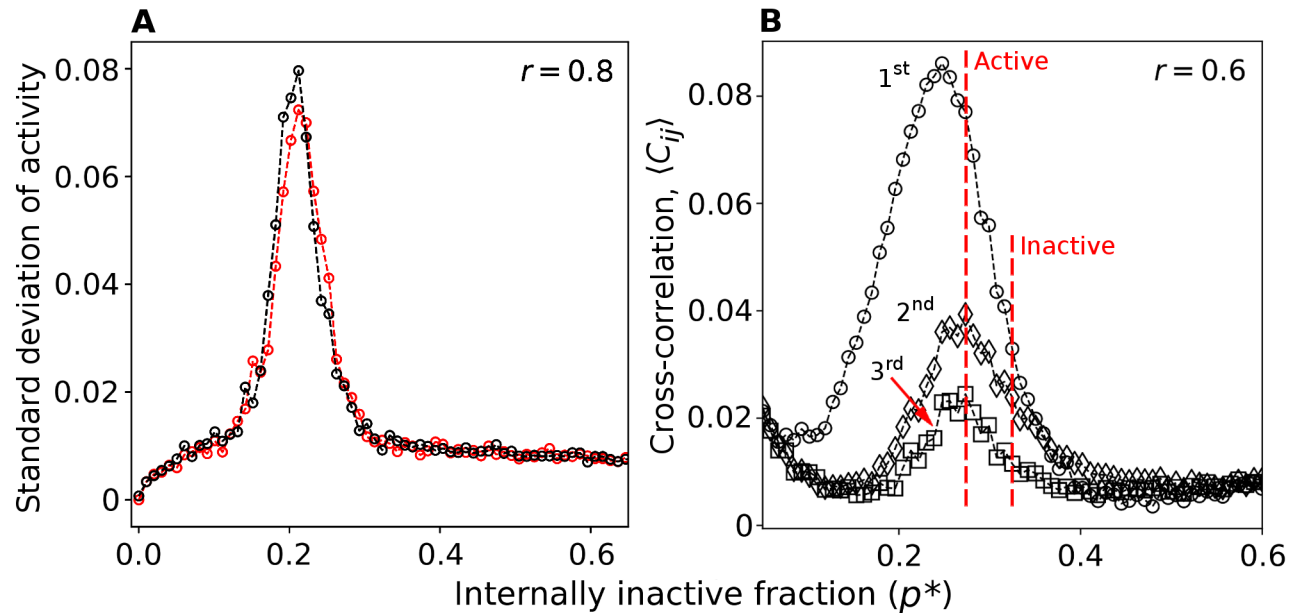 A
B
r = 0.8
r = 0.6
Standard deviation of activity
0.08
0.06
0.04
0.02
0
0.0
0.2
0.4
0.6
Cross-correlation, ⟨C_ij⟩
0.08
0.06
0.04
0.02
0
0.2
0.4
0.6
1st
2nd
3rd
Active
Inactive
Internally inactive fraction (p*)